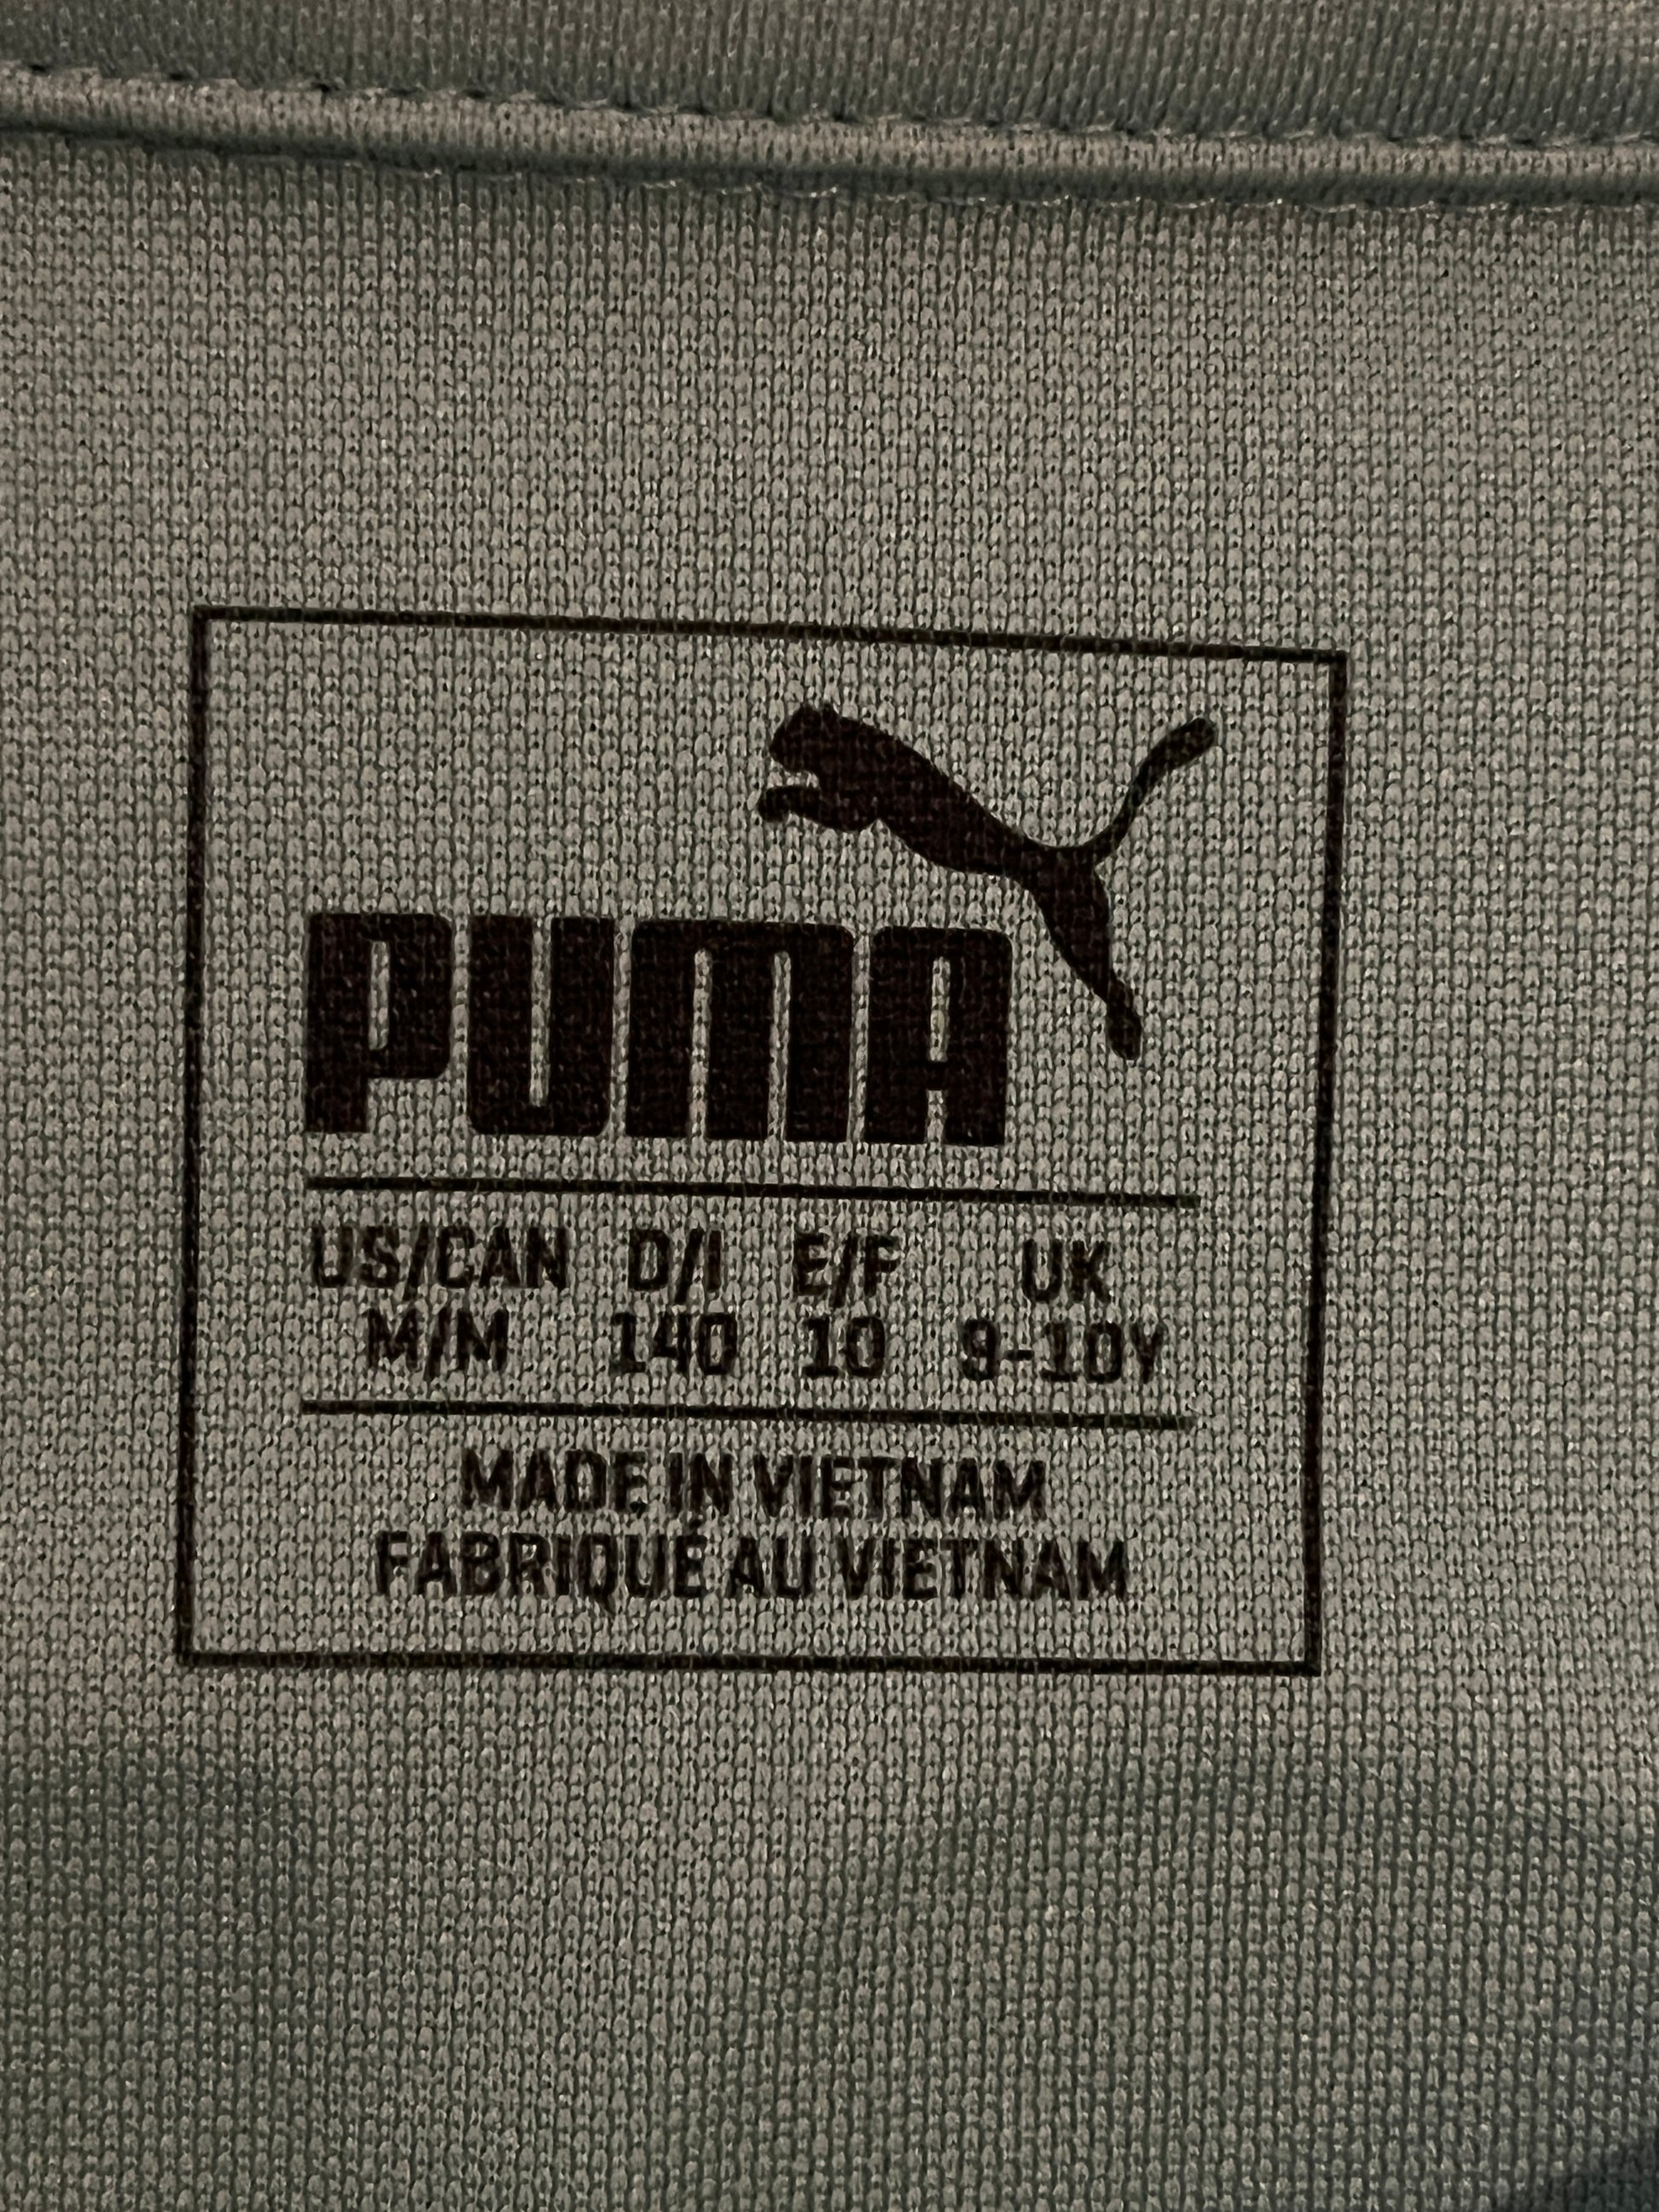 PUMA
US/CAN D/I E/F UK
M/M 140 10 9-10Y
MADE IN VIETNAM
FABRIQUÉ AU VIETNAM